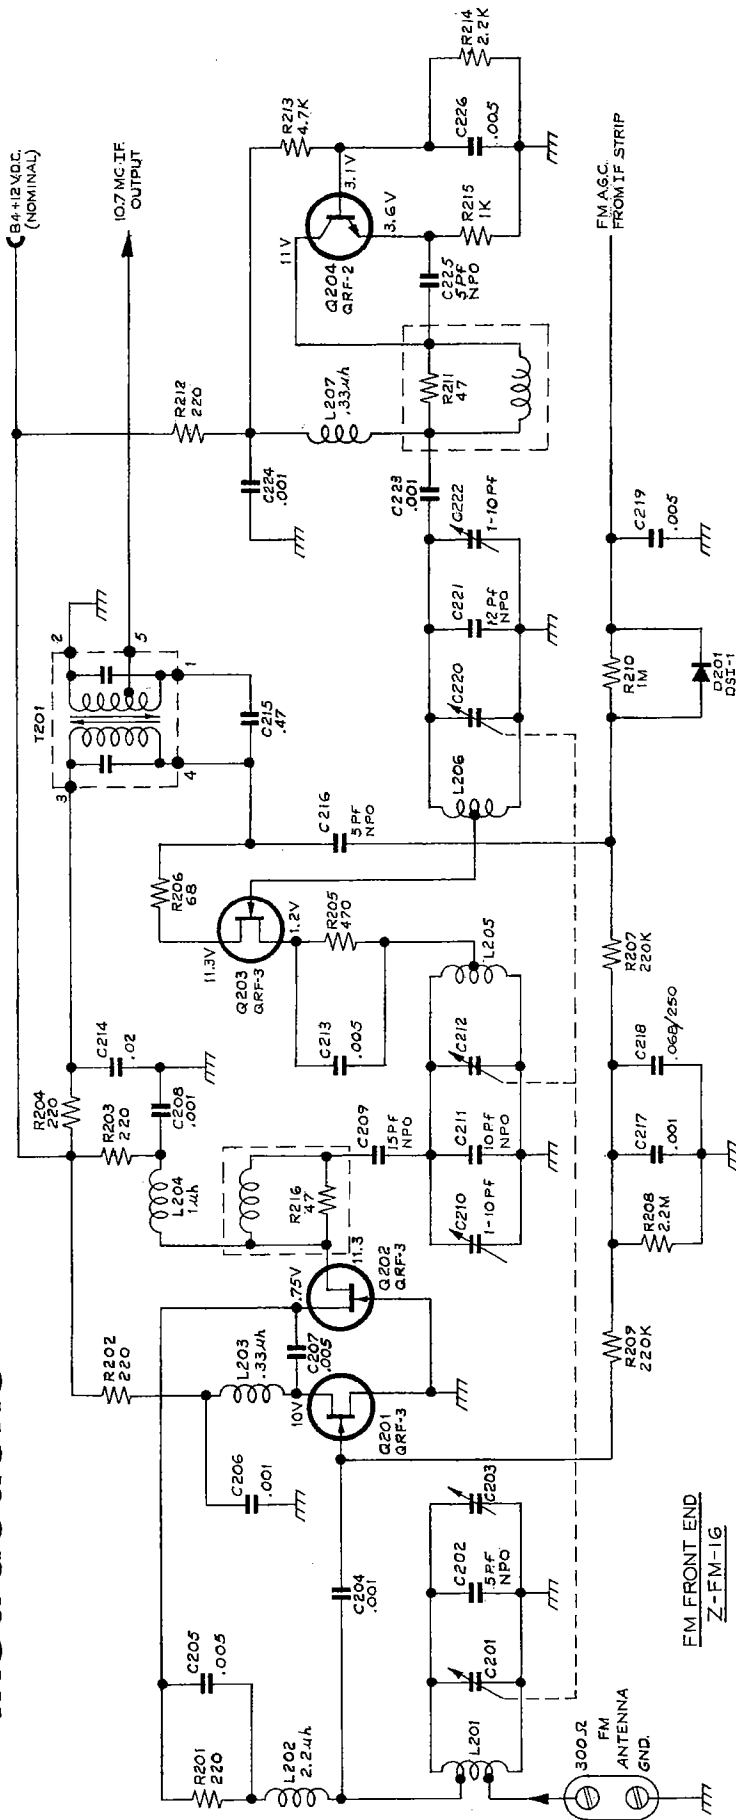 B4+12 V.D.C.
(NOMINAL)
10.7 MC.IF.
OUTPUT
T201
2
5
3
4
1
R212
220
R213
4.7K
R214
2.2K
C226
.005
3.1V
11V
3.6V
Q204
QRF-2
R215
1K
C225
5Pf
NPO
C224
.001
L207
.33µh
R211
47
C223
.001
C215
.47
C216
5Pf
NPO
R206
68
11.3V
1.2V
Q203
QRF-3
R205
470
C213
.005
L206
C220
C221
12Pf
NPO
C222
1-10Pf
FM A.G.C.
FROM IF STRIP
C219
.005
R210
1M
D201
DSI-1
R204
220
C214
.02
R203
220
C208
.001
L204
1µh
R216
47
C209
15Pf
NPO
L205
C210
1-10Pf
C211
10Pf
NPO
C212
R207
220K
C218
.068/250
C217
.001
R208
2.2M
R209
220K
R202
220
L203
.33µh
C206
.001
C207
.005
.75V
11.3
10V
Q202
QRF-3
Q201
QRF-3
C205
.005
R201
220
L202
2.2µh
C204
.001
L201
C201
C202
5Pf
NPO
C203
300Ω
FM
ANTENNA
GND.
FM FRONT END
Z-FM-16